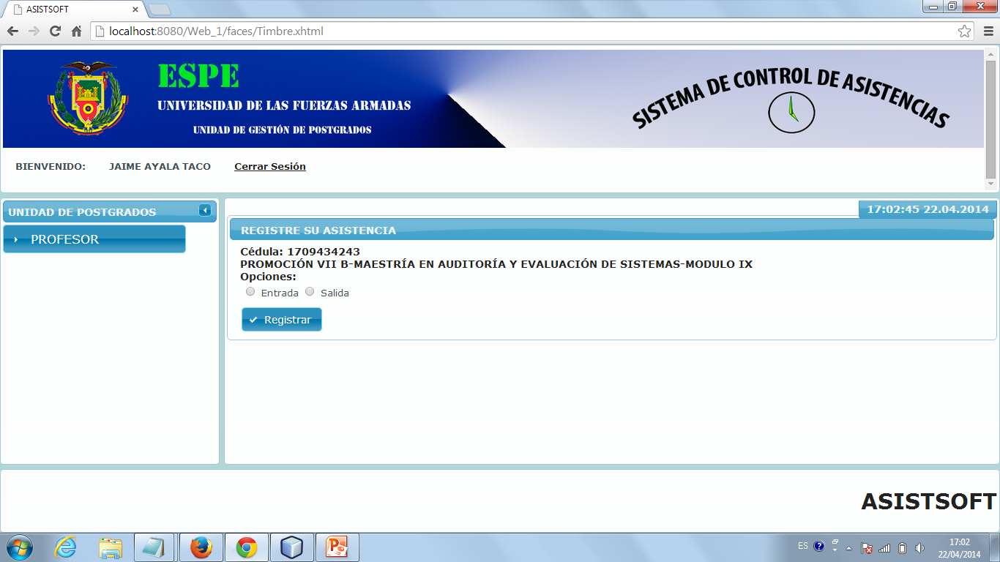 ASISTSOFT
localhost:8080/Web_1/faces/Timbre.xhtml
ESPE
UNIVERSIDAD DE LAS FUERZAS ARMADAS
UNIDAD DE GESTIÓN DE POSTGRADOS
SISTEMA DE CONTROL DE ASISTENCIAS
BIENVENIDO: JAIME AYALA TACO Cerrar Sesión
UNIDAD DE POSTGRADOS
PROFESOR
17:02:45 22.04.2014
REGISTRE SU ASISTENCIA
Cédula: 1709434243
PROMOCIÓN VII B-MAESTRÍA EN AUDITORÍA Y EVALUACIÓN DE SISTEMAS-MODULO IX
Opciones:
Entrada Salida
Registrar
ASISTSOFT
ES
17:02
22/04/2014